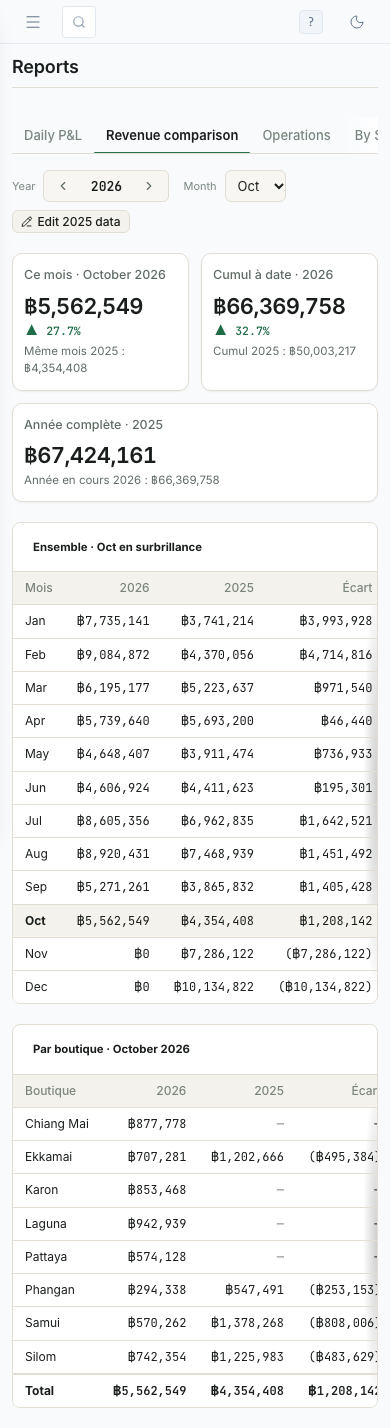 ?
Reports
Daily P&L Revenue comparison Operations By S
Year 2026 Month Oct
Edit 2025 data
Ce mois · October 2026
฿5,562,549
▲ 27.7%
Même mois 2025 :
฿4,354,408
Cumul à date · 2026
฿66,369,758
▲ 32.7%
Cumul 2025 : ฿50,003,217
Année complète · 2025
฿67,424,161
Année en cours 2026 : ฿66,369,758
Ensemble · Oct en surbrillance
Mois 2026 2025 Écart
Jan ฿7,735,141 ฿3,741,214 ฿3,993,928
Feb ฿9,084,872 ฿4,370,056 ฿4,714,816
Mar ฿6,195,177 ฿5,223,637 ฿971,540
Apr ฿5,739,640 ฿5,693,200 ฿46,440
May ฿4,648,407 ฿3,911,474 ฿736,933
Jun ฿4,606,924 ฿4,411,623 ฿195,301
Jul ฿8,605,356 ฿6,962,835 ฿1,642,521
Aug ฿8,920,431 ฿7,468,939 ฿1,451,492
Sep ฿5,271,261 ฿3,865,832 ฿1,405,428
Oct ฿5,562,549 ฿4,354,408 ฿1,208,142
Nov ฿0 ฿7,286,122 (฿7,286,122)
Dec ฿0 ฿10,134,822 (฿10,134,822)
Par boutique · October 2026
Boutique 2026 2025 Écar
Chiang Mai ฿877,778 — —
Ekkamai ฿707,281 ฿1,202,666 (฿495,384)
Karon ฿853,468 — —
Laguna ฿942,939 — —
Pattaya ฿574,128 — —
Phangan ฿294,338 ฿547,491 (฿253,153)
Samui ฿570,262 ฿1,378,268 (฿808,006)
Silom ฿742,354 ฿1,225,983 (฿483,629)
Total ฿5,562,549 ฿4,354,408 ฿1,208,142